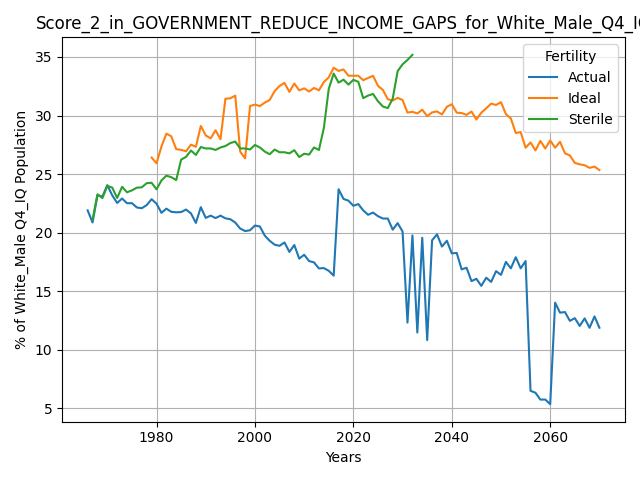 Score_2_in_GOVERNMENT_REDUCE_INCOME_GAPS_for_White_Male_Q4_IQ
Fertility
Actual
Ideal
Sterile
% of White_Male Q4_IQ Population
35
30
25
20
15
10
5
1980 2000 2020 2040 2060
Years